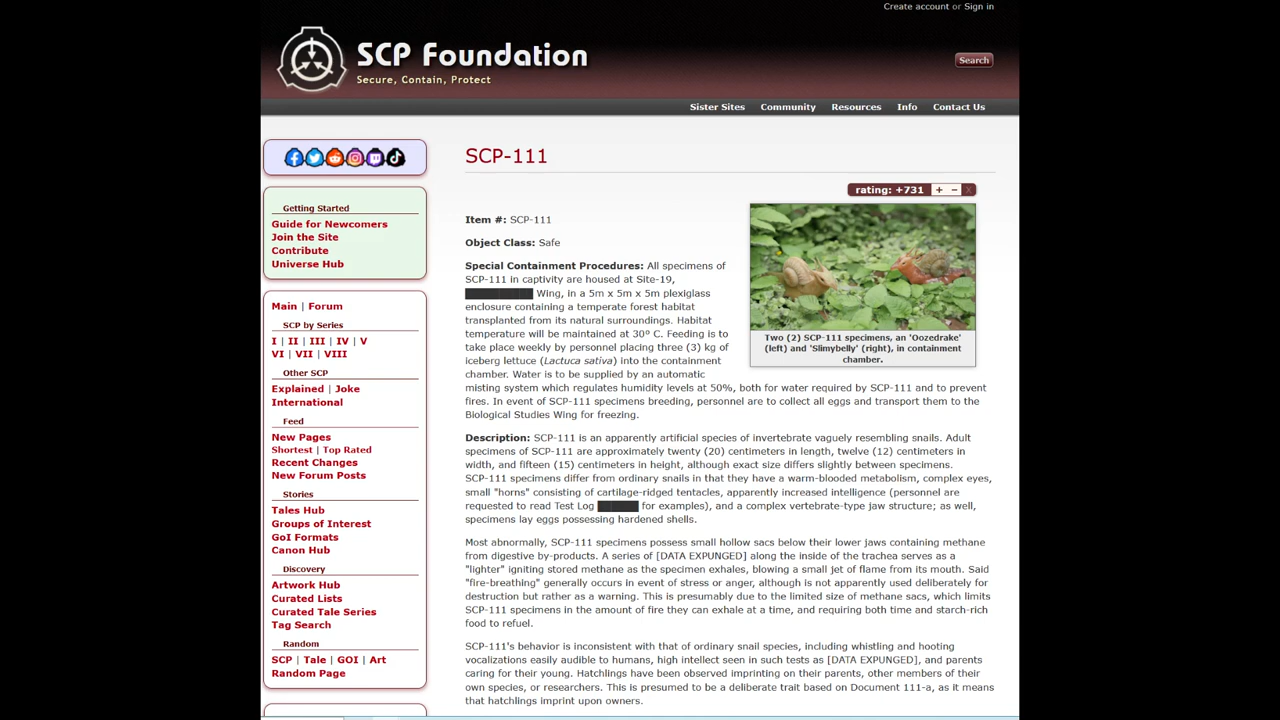 Create account or Sign in
SCP Foundation
Secure, Contain, Protect
Search
Sister Sites Community Resources Info Contact Us
Getting Started
Guide for Newcomers
Join the Site
Contribute
Universe Hub
Main | Forum
SCP by Series
I | II | III | IV | V
VI | VII | VIII
Other SCP
Explained | Joke
International
Feed
New Pages
Shortest | Top Rated
Recent Changes
New Forum Posts
Stories
Tales Hub
Groups of Interest
GoI Formats
Canon Hub
Discovery
Artwork Hub
Curated Lists
Curated Tale Series
Tag Search
Random
SCP | Tale | GOI | Art
Random Page
SCP-111
rating: +731 + − X
Item #: SCP-111
Object Class: Safe
Special Containment Procedures: All specimens of
SCP-111 in captivity are housed at Site-19,
██████████ Wing, in a 5m x 5m x 5m plexiglass
enclosure containing a temperate forest habitat
transplanted from its natural surroundings. Habitat
temperature will be maintained at 30º C. Feeding is to
take place weekly by personnel placing three (3) kg of
iceberg lettuce (Lactuca sativa) into the containment
chamber. Water is to be supplied by an automatic
misting system which regulates humidity levels at 50%, both for water required by SCP-111 and to prevent
fires. In event of SCP-111 specimens breeding, personnel are to collect all eggs and transport them to the
Biological Studies Wing for freezing.
Two (2) SCP-111 specimens, an 'Oozedrake'
(left) and 'Slimybelly' (right), in containment
chamber.
Description: SCP-111 is an apparently artificial species of invertebrate vaguely resembling snails. Adult
specimens of SCP-111 are approximately twenty (20) centimeters in length, twelve (12) centimeters in
width, and fifteen (15) centimeters in height, although exact size differs slightly between specimens.
SCP-111 specimens differ from ordinary snails in that they have a warm-blooded metabolism, complex eyes,
small "horns" consisting of cartilage-ridged tentacles, apparently increased intelligence (personnel are
requested to read Test Log ██████ for examples), and a complex vertebrate-type jaw structure; as well,
specimens lay eggs possessing hardened shells.
Most abnormally, SCP-111 specimens possess small hollow sacs below their lower jaws containing methane
from digestive by-products. A series of [DATA EXPUNGED] along the inside of the trachea serves as a
"lighter" igniting stored methane as the specimen exhales, blowing a small jet of flame from its mouth. Said
"fire-breathing" generally occurs in event of stress or anger, although is not apparently used deliberately for
destruction but rather as a warning. This is presumably due to the limited size of methane sacs, which limits
SCP-111 specimens in the amount of fire they can exhale at a time, and requiring both time and starch-rich
food to refuel.
SCP-111's behavior is inconsistent with that of ordinary snail species, including whistling and hooting
vocalizations easily audible to humans, high intellect seen in such tests as [DATA EXPUNGED], and parents
caring for their young. Hatchlings have been observed imprinting on their parents, other members of their
own species, or researchers. This is presumed to be a deliberate trait based on Document 111-a, as it means
that hatchlings imprint upon owners.